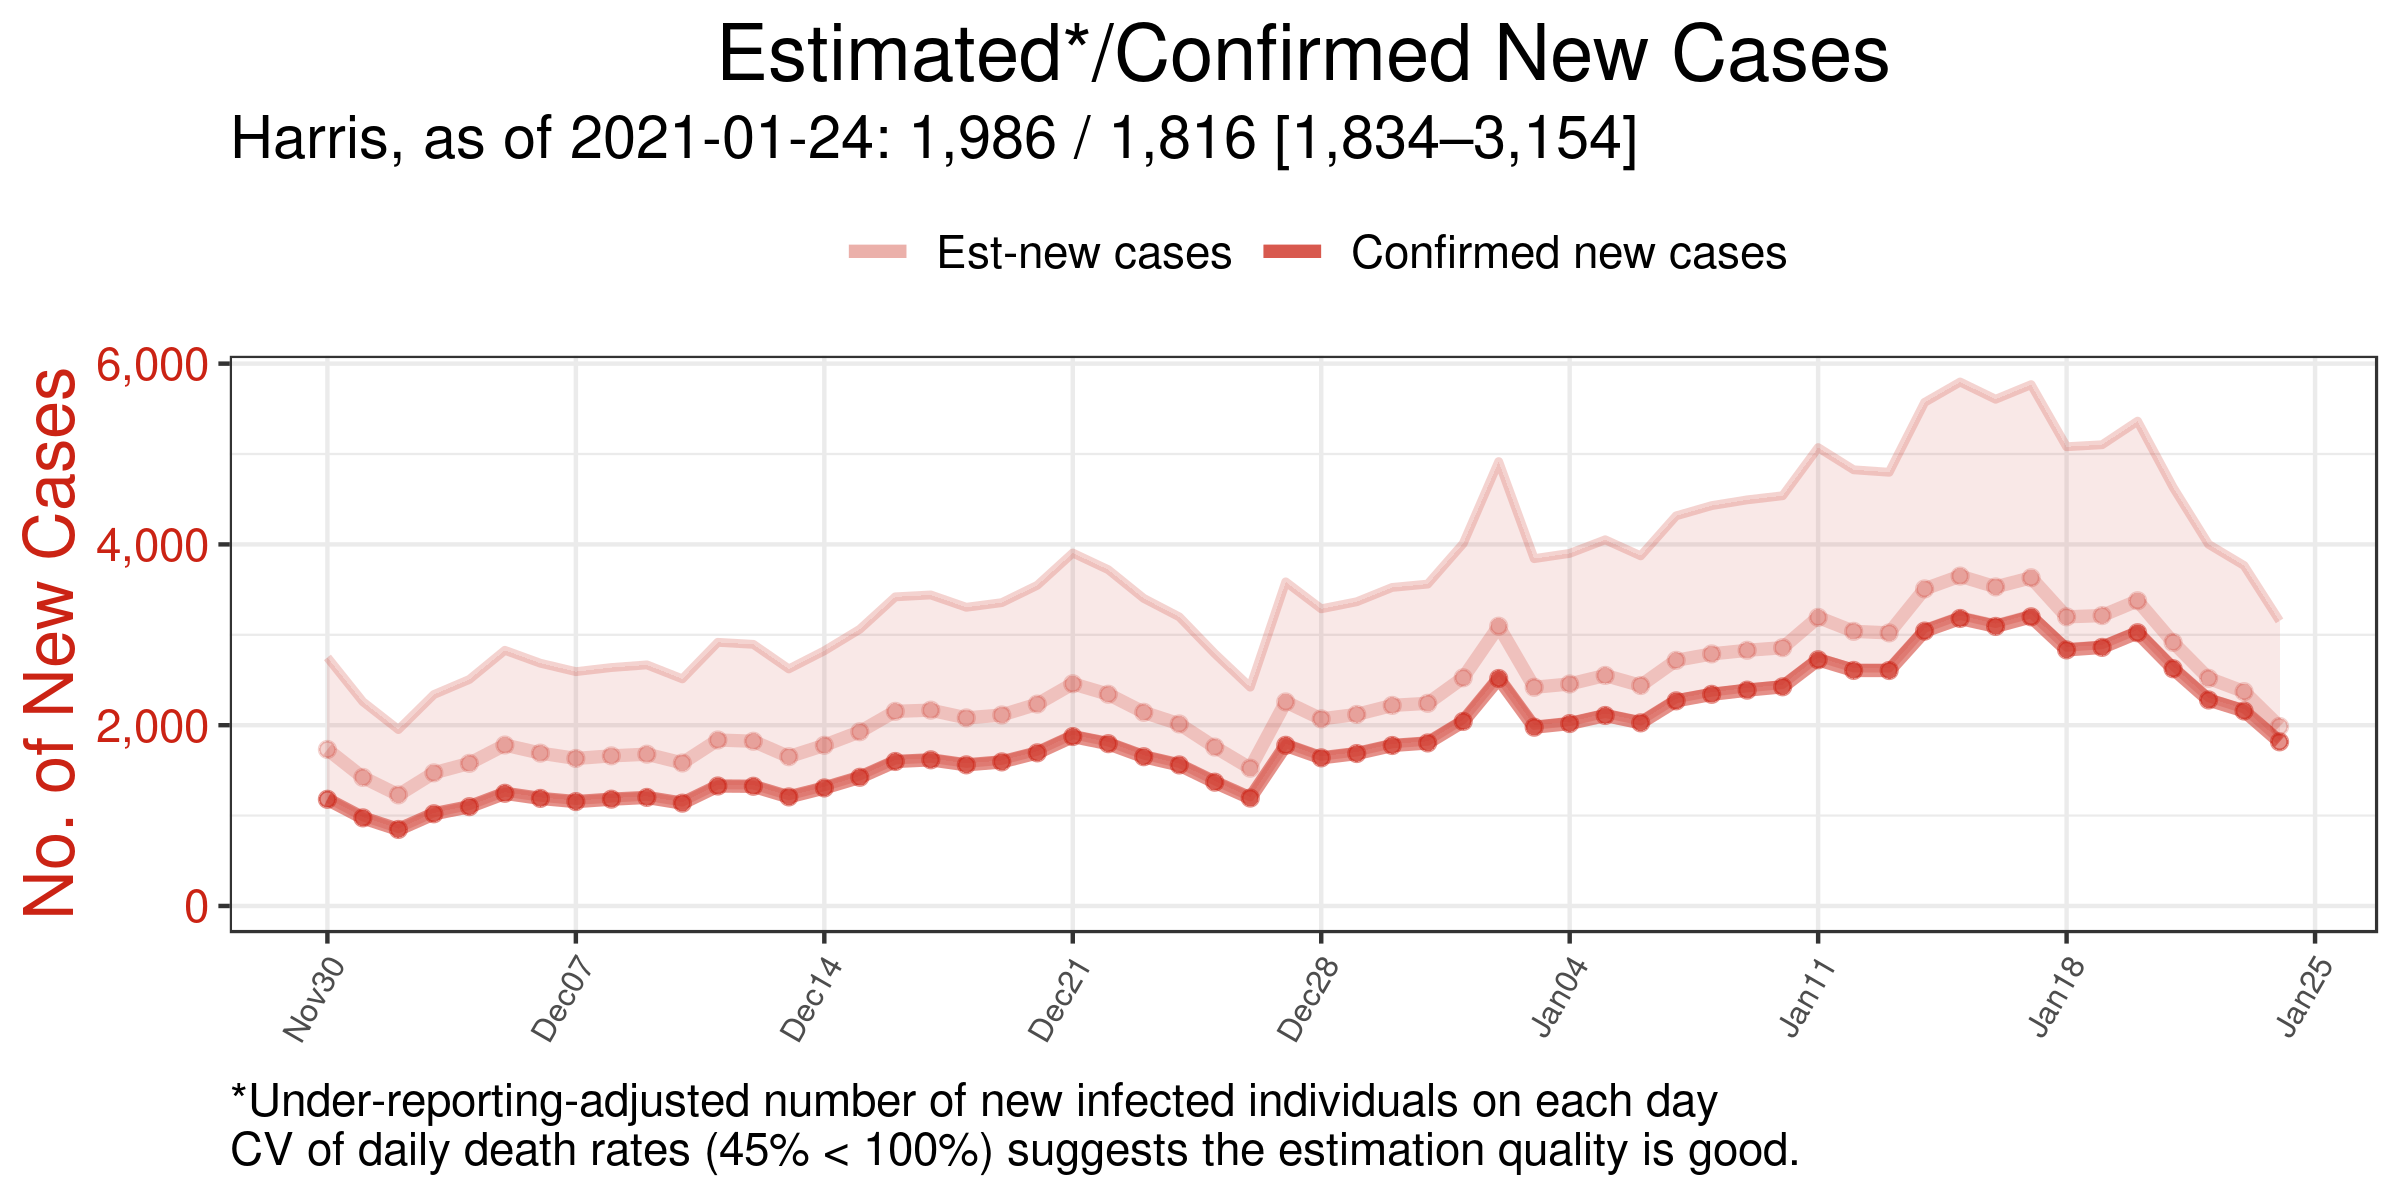 Estimated*/Confirmed New Cases
Harris, as of 2021-01-24: 1,986 / 1,816 [1,834–3,154]
Est-new cases
Confirmed new cases
No. of New Cases
6,000
4,000
2,000
0
Nov30
Dec07
Dec14
Dec21
Dec28
Jan04
Jan11
Jan18
Jan25
*Under-reporting-adjusted number of new infected individuals on each day
CV of daily death rates (45% < 100%) suggests the estimation quality is good.